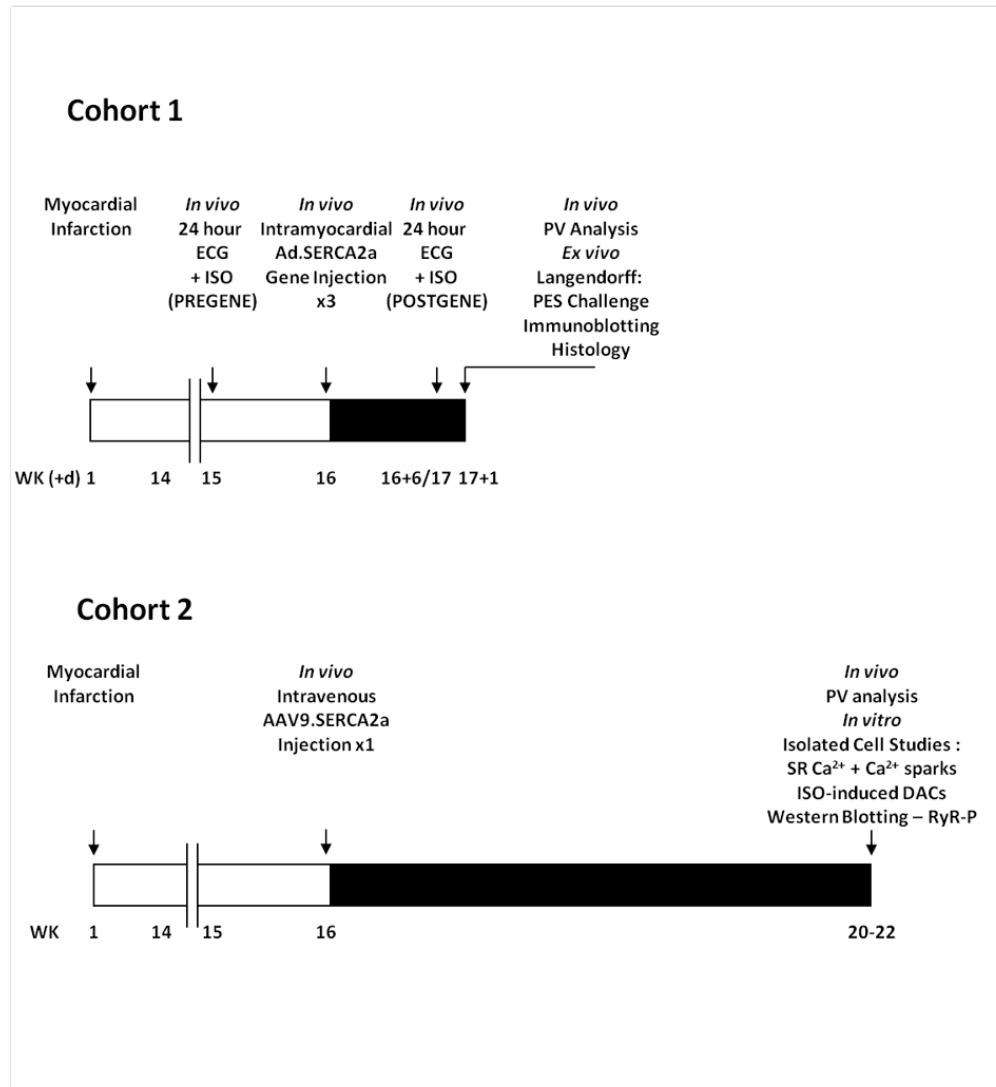 Cohort 1
Myocardial
Infarction
In vivo
24 hour
ECG
+ ISO
(PREGENE)
In vivo
Intramyocardial
Ad.SERCA2a
Gene Injection
x3
In vivo
24 hour
ECG
+ ISO
(POSTGENE)
In vivo
PV Analysis
Ex vivo
Langendorff:
PES Challenge
Immunoblotting
Histology
WK (+d) 1 14 15 16 16+6/17 17+1
Cohort 2
Myocardial
Infarction
In vivo
Intravenous
AAV9.SERCA2a
Injection x1
In vivo
PV analysis
In vitro
Isolated Cell Studies :
SR Ca²⁺ + Ca²⁺ sparks
ISO-induced DACs
Western Blotting – RyR-P
WK 1 14 15 16 20-22